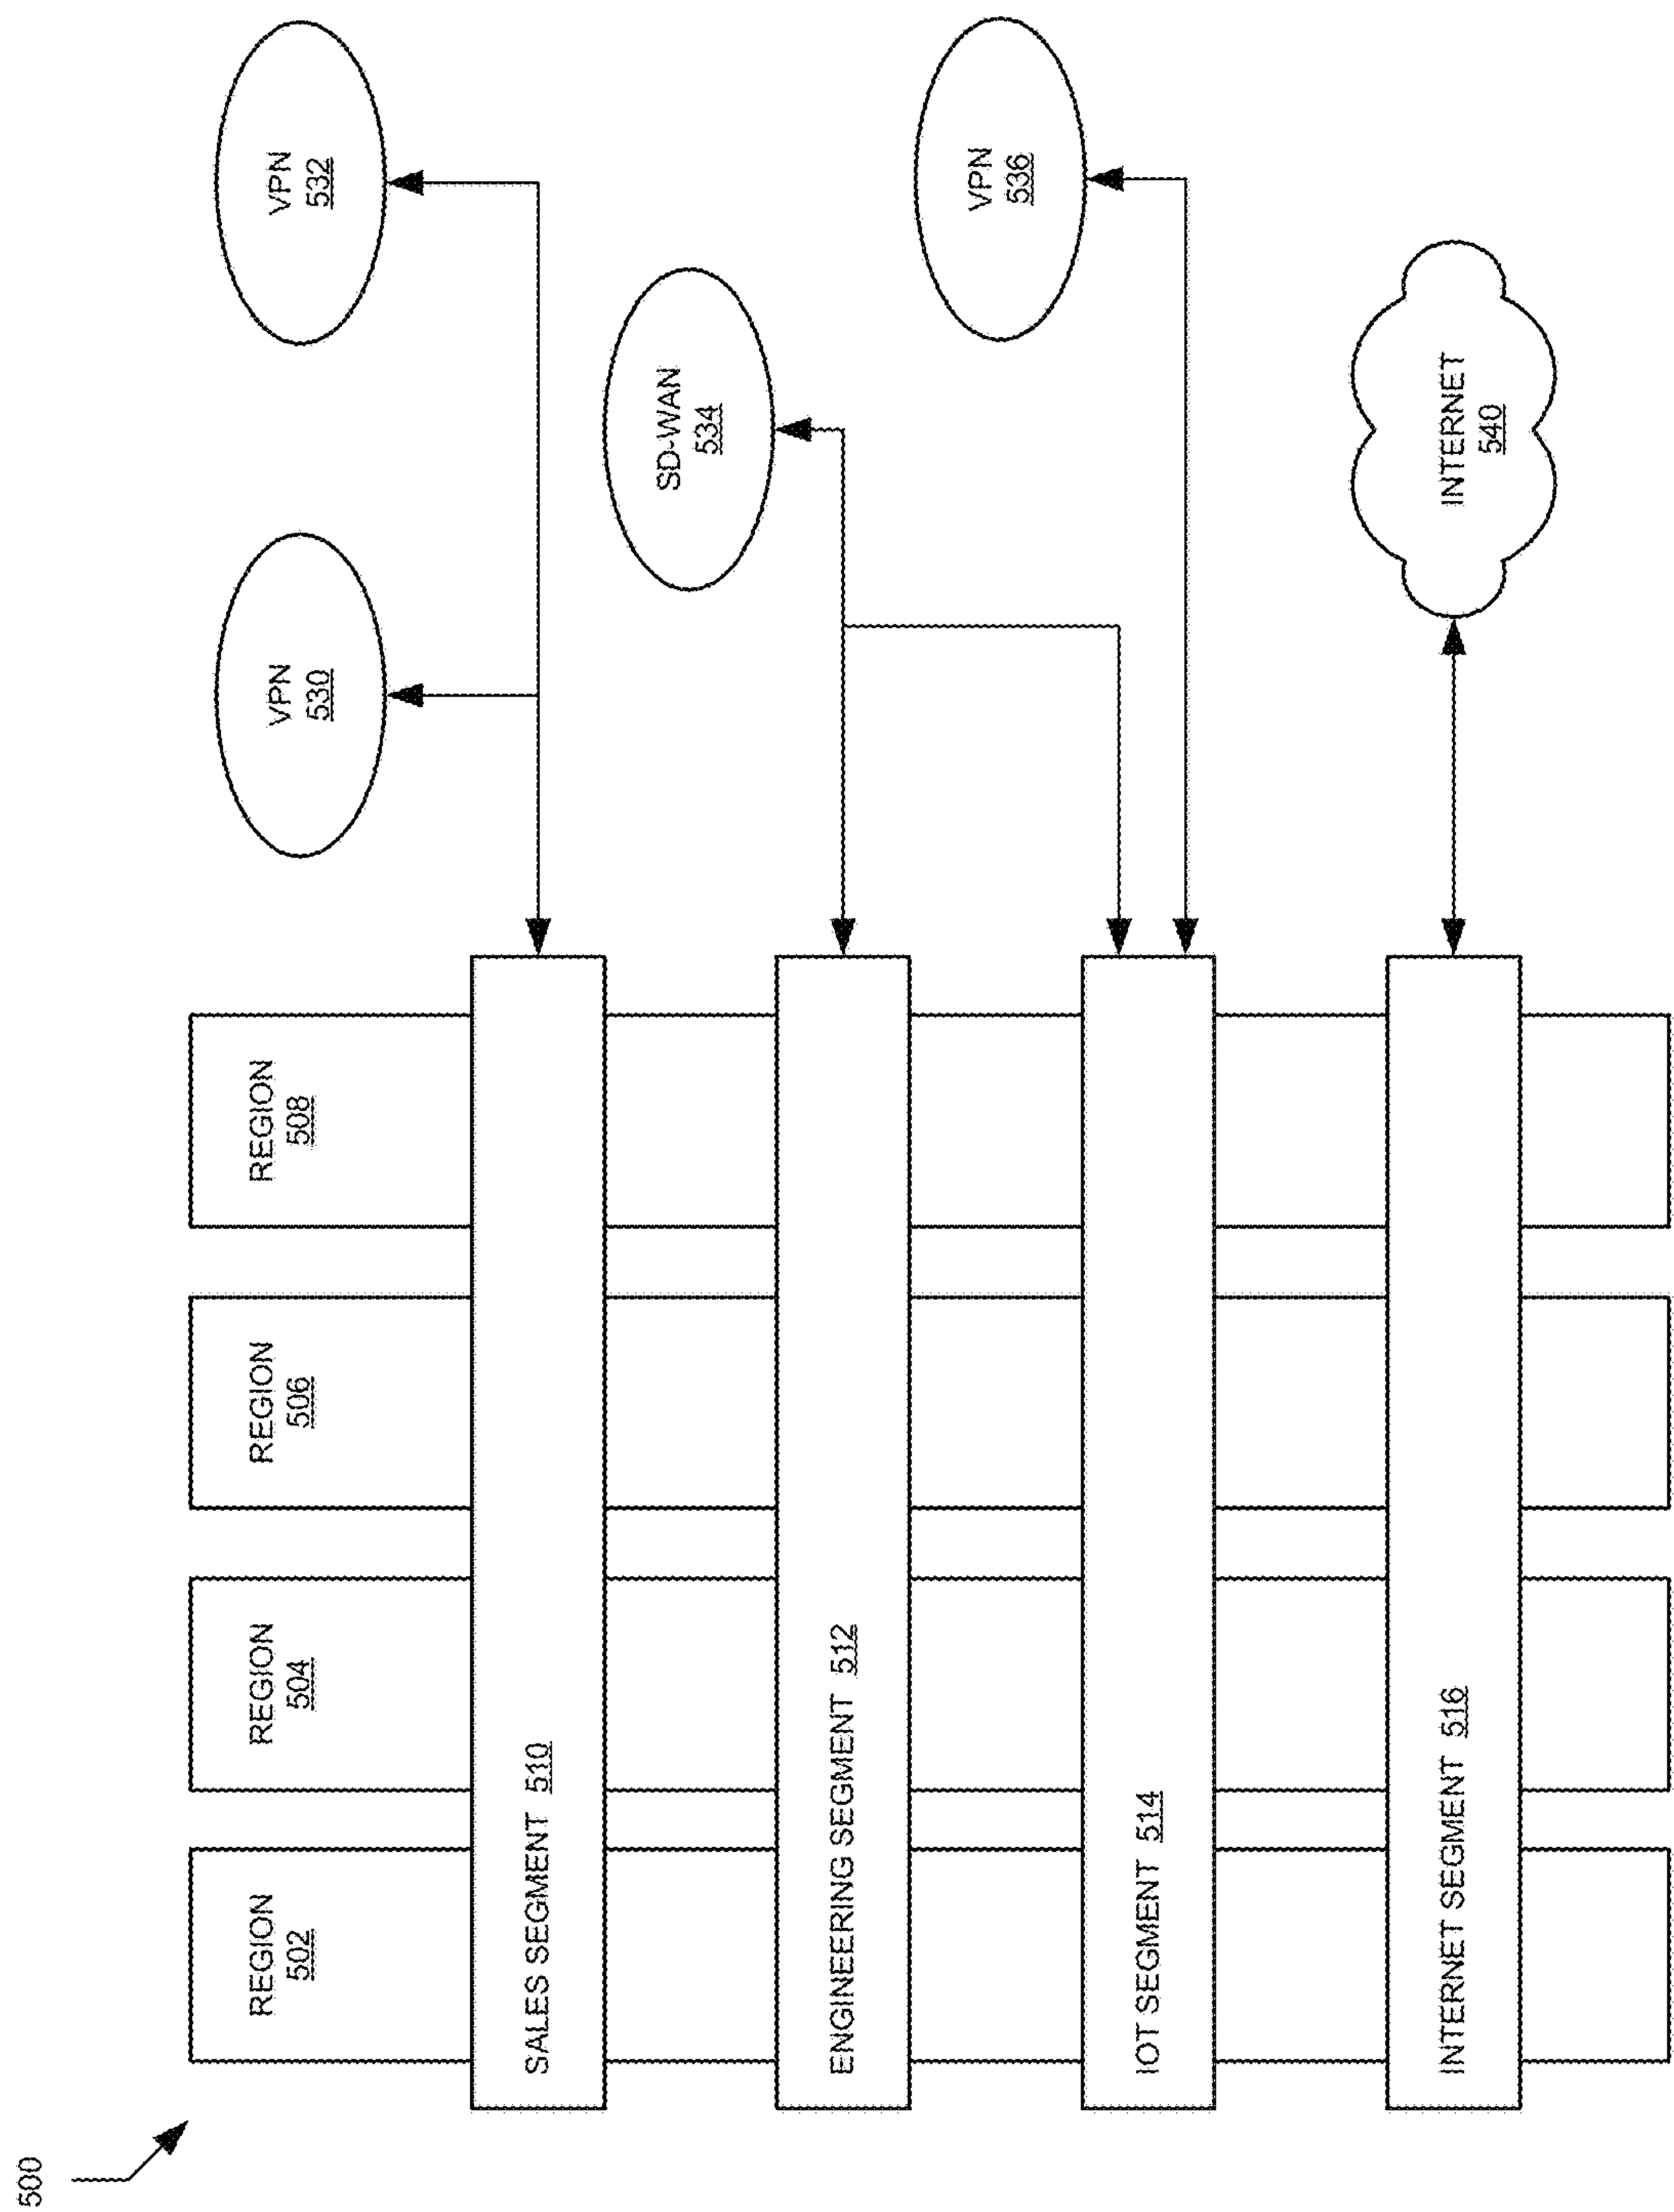 500
REGION
502
REGION
504
REGION
506
REGION
508
SALES SEGMENT 510
ENGINEERING SEGMENT 512
IOT SEGMENT 514
INTERNET SEGMENT 516
VPN
530
VPN
532
SD-WAN
534
VPN
536
INTERNET
540